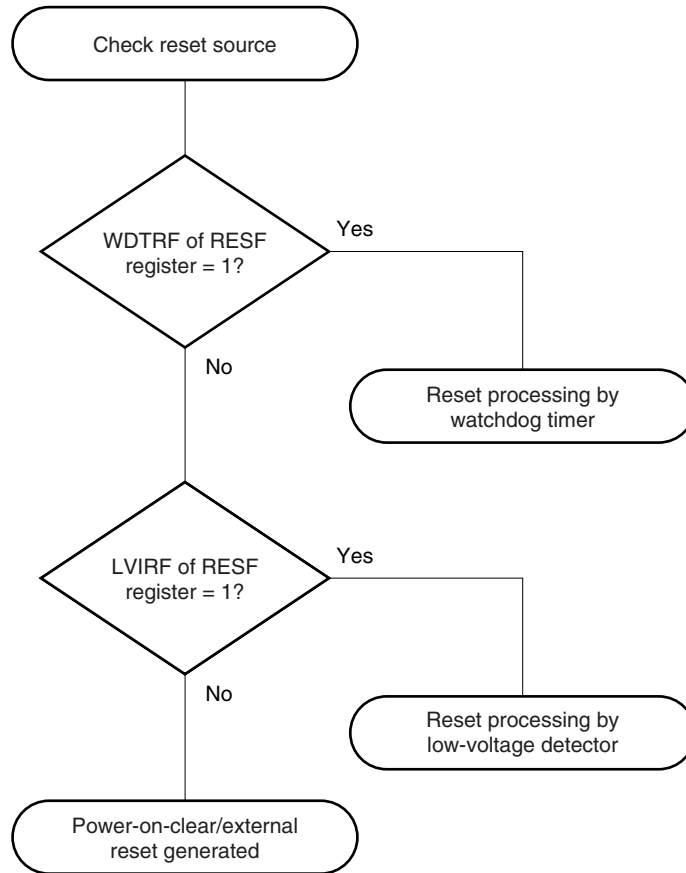 Check reset source
WDTRF of RESF
register = 1?
Yes
No
Reset processing by
watchdog timer
LVIRF of RESF
register = 1?
Yes
No
Reset processing by
low-voltage detector
Power-on-clear/external
reset generated